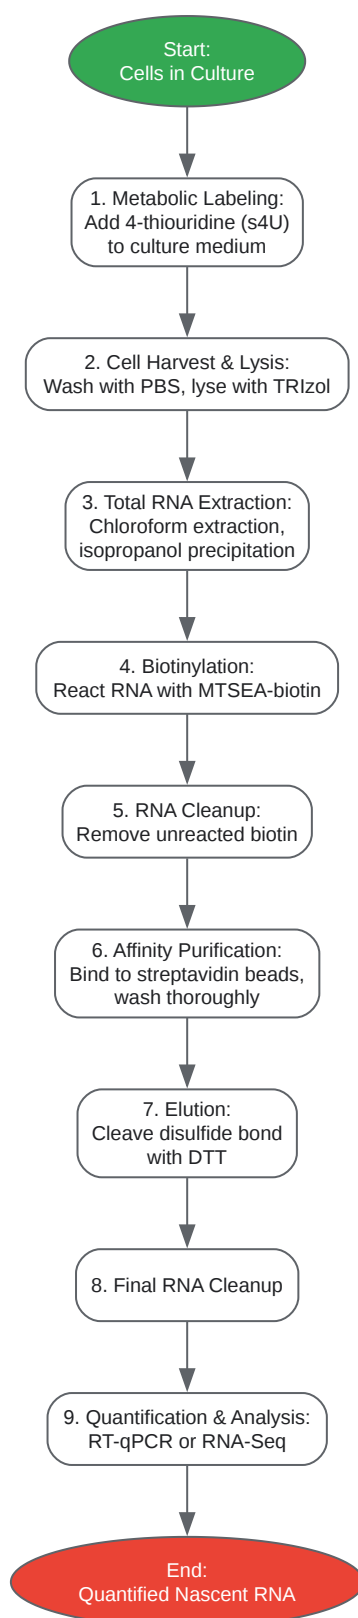 Start:
Cells in Culture
1. Metabolic Labeling:
Add 4-thiouridine (s4U)
to culture medium
2. Cell Harvest & Lysis:
Wash with PBS, lyse with TRIzol
3. Total RNA Extraction:
Chloroform extraction,
isopropanol precipitation
4. Biotinylation:
React RNA with MTSEA-biotin
5. RNA Cleanup:
Remove unreacted biotin
6. Affinity Purification:
Bind to streptavidin beads,
wash thoroughly
7. Elution:
Cleave disulfide bond
with DTT
8. Final RNA Cleanup
9. Quantification & Analysis:
RT-qPCR or RNA-Seq
End:
Quantified Nascent RNA